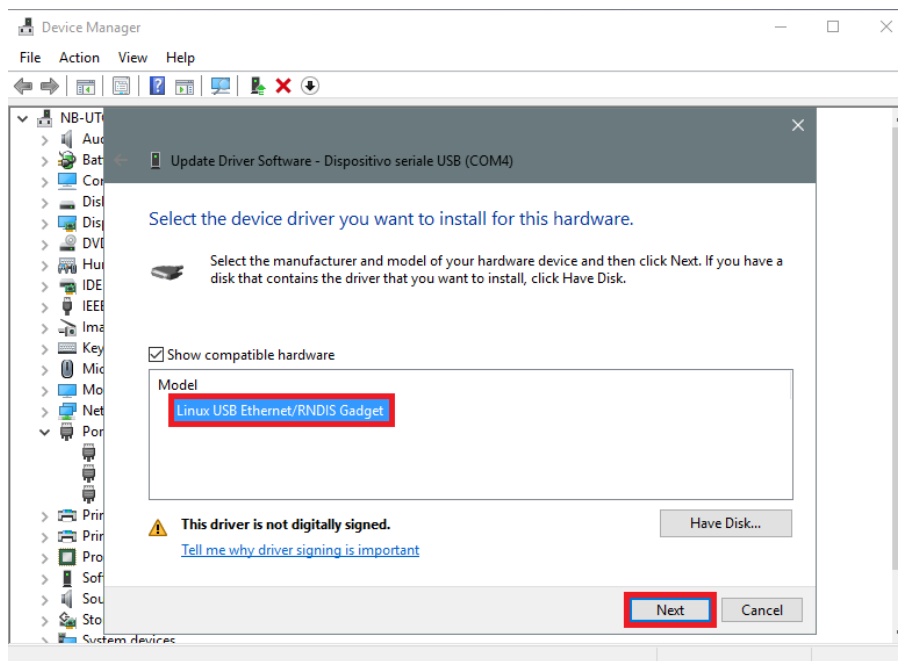 Device Manager
File Action View Help
NB-UT
Aud
Bat
Con
Disk
Disp
DVD
Hun
IDE
IEEE
Ima
Key
Mic
Mo
Net
Por
Prin
Prin
Pro
Sof
Sou
Sto
System devices
Update Driver Software - Dispositivo seriale USB (COM4)
Select the device driver you want to install for this hardware.
Select the manufacturer and model of your hardware device and then click Next. If you have a
disk that contains the driver that you want to install, click Have Disk.
Show compatible hardware
Model
Linux USB Ethernet/RNDIS Gadget
This driver is not digitally signed.
Have Disk...
Tell me why driver signing is important
Next
Cancel